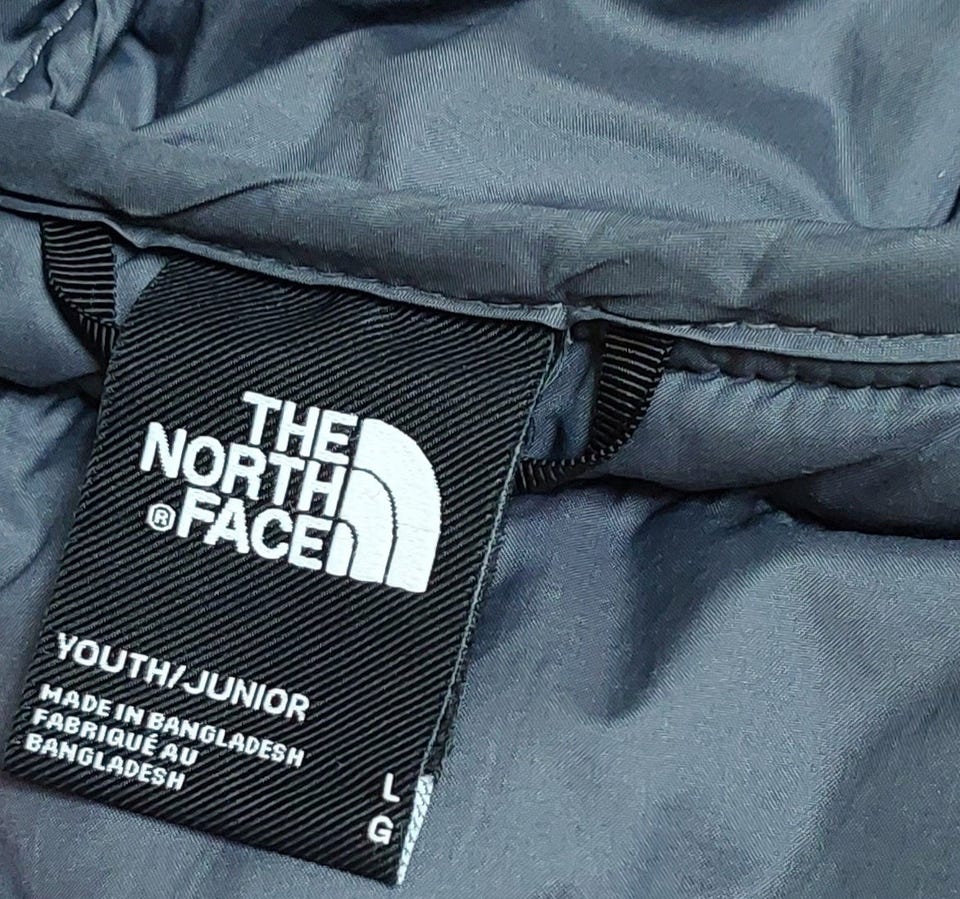 THE
NORTH
®FACE
YOUTH/JUNIOR
MADE IN BANGLADESH
FABRIQUÉ AU
BANGLADESH
L
G